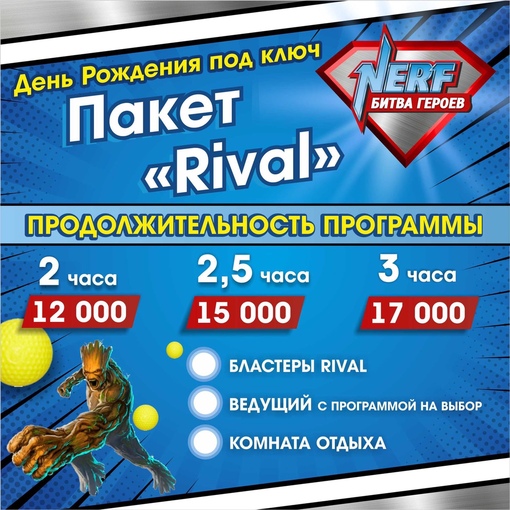 День Рождения под ключ
NERF
БИТВА ГЕРОЕВ
Пакет
«Rival»
ПРОДОЛЖИТЕЛЬНОСТЬ ПРОГРАММЫ
2 часа 2,5 часа 3 часа
12 000 15 000 17 000
БЛАСТЕРЫ RIVAL
ВЕДУЩИЙ С ПРОГРАММОЙ НА ВЫБОР
КОМНАТА ОТДЫХА